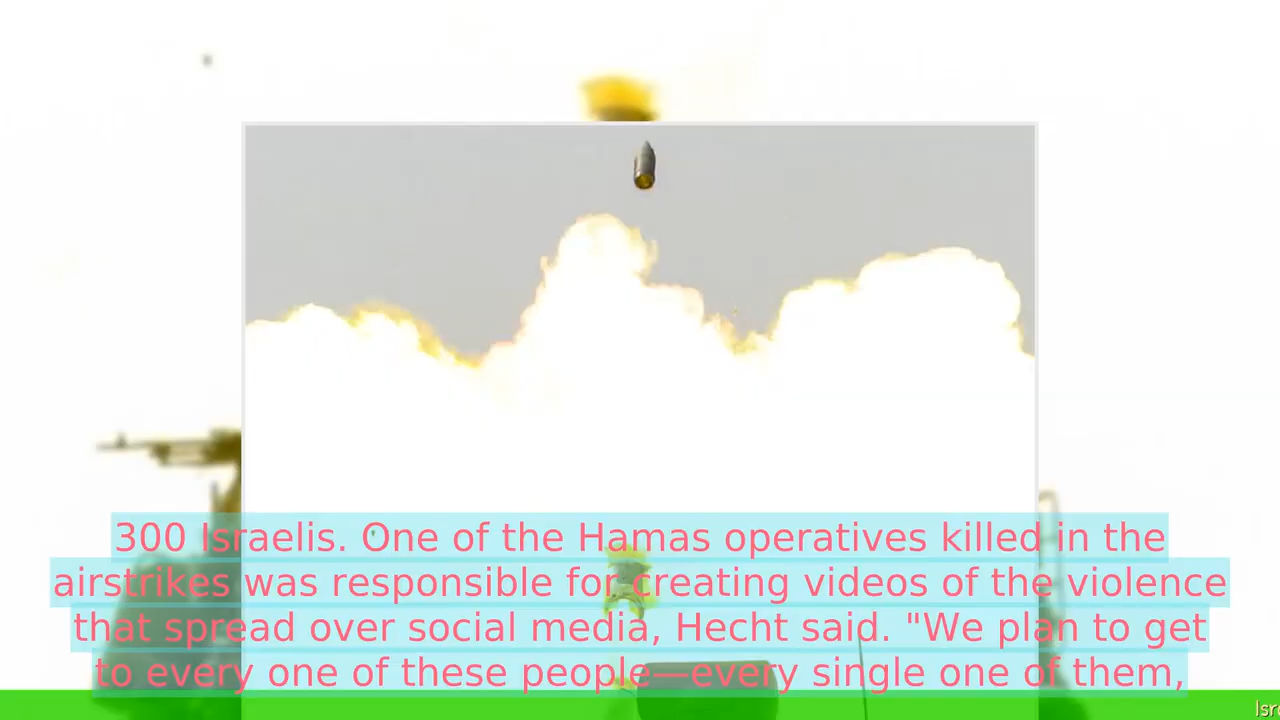 300 Israelis. One of the Hamas operatives killed in the
airstrikes was responsible for creating videos of the violence
that spread over social media, Hecht said. "We plan to get
to every one of these people—every single one of them,